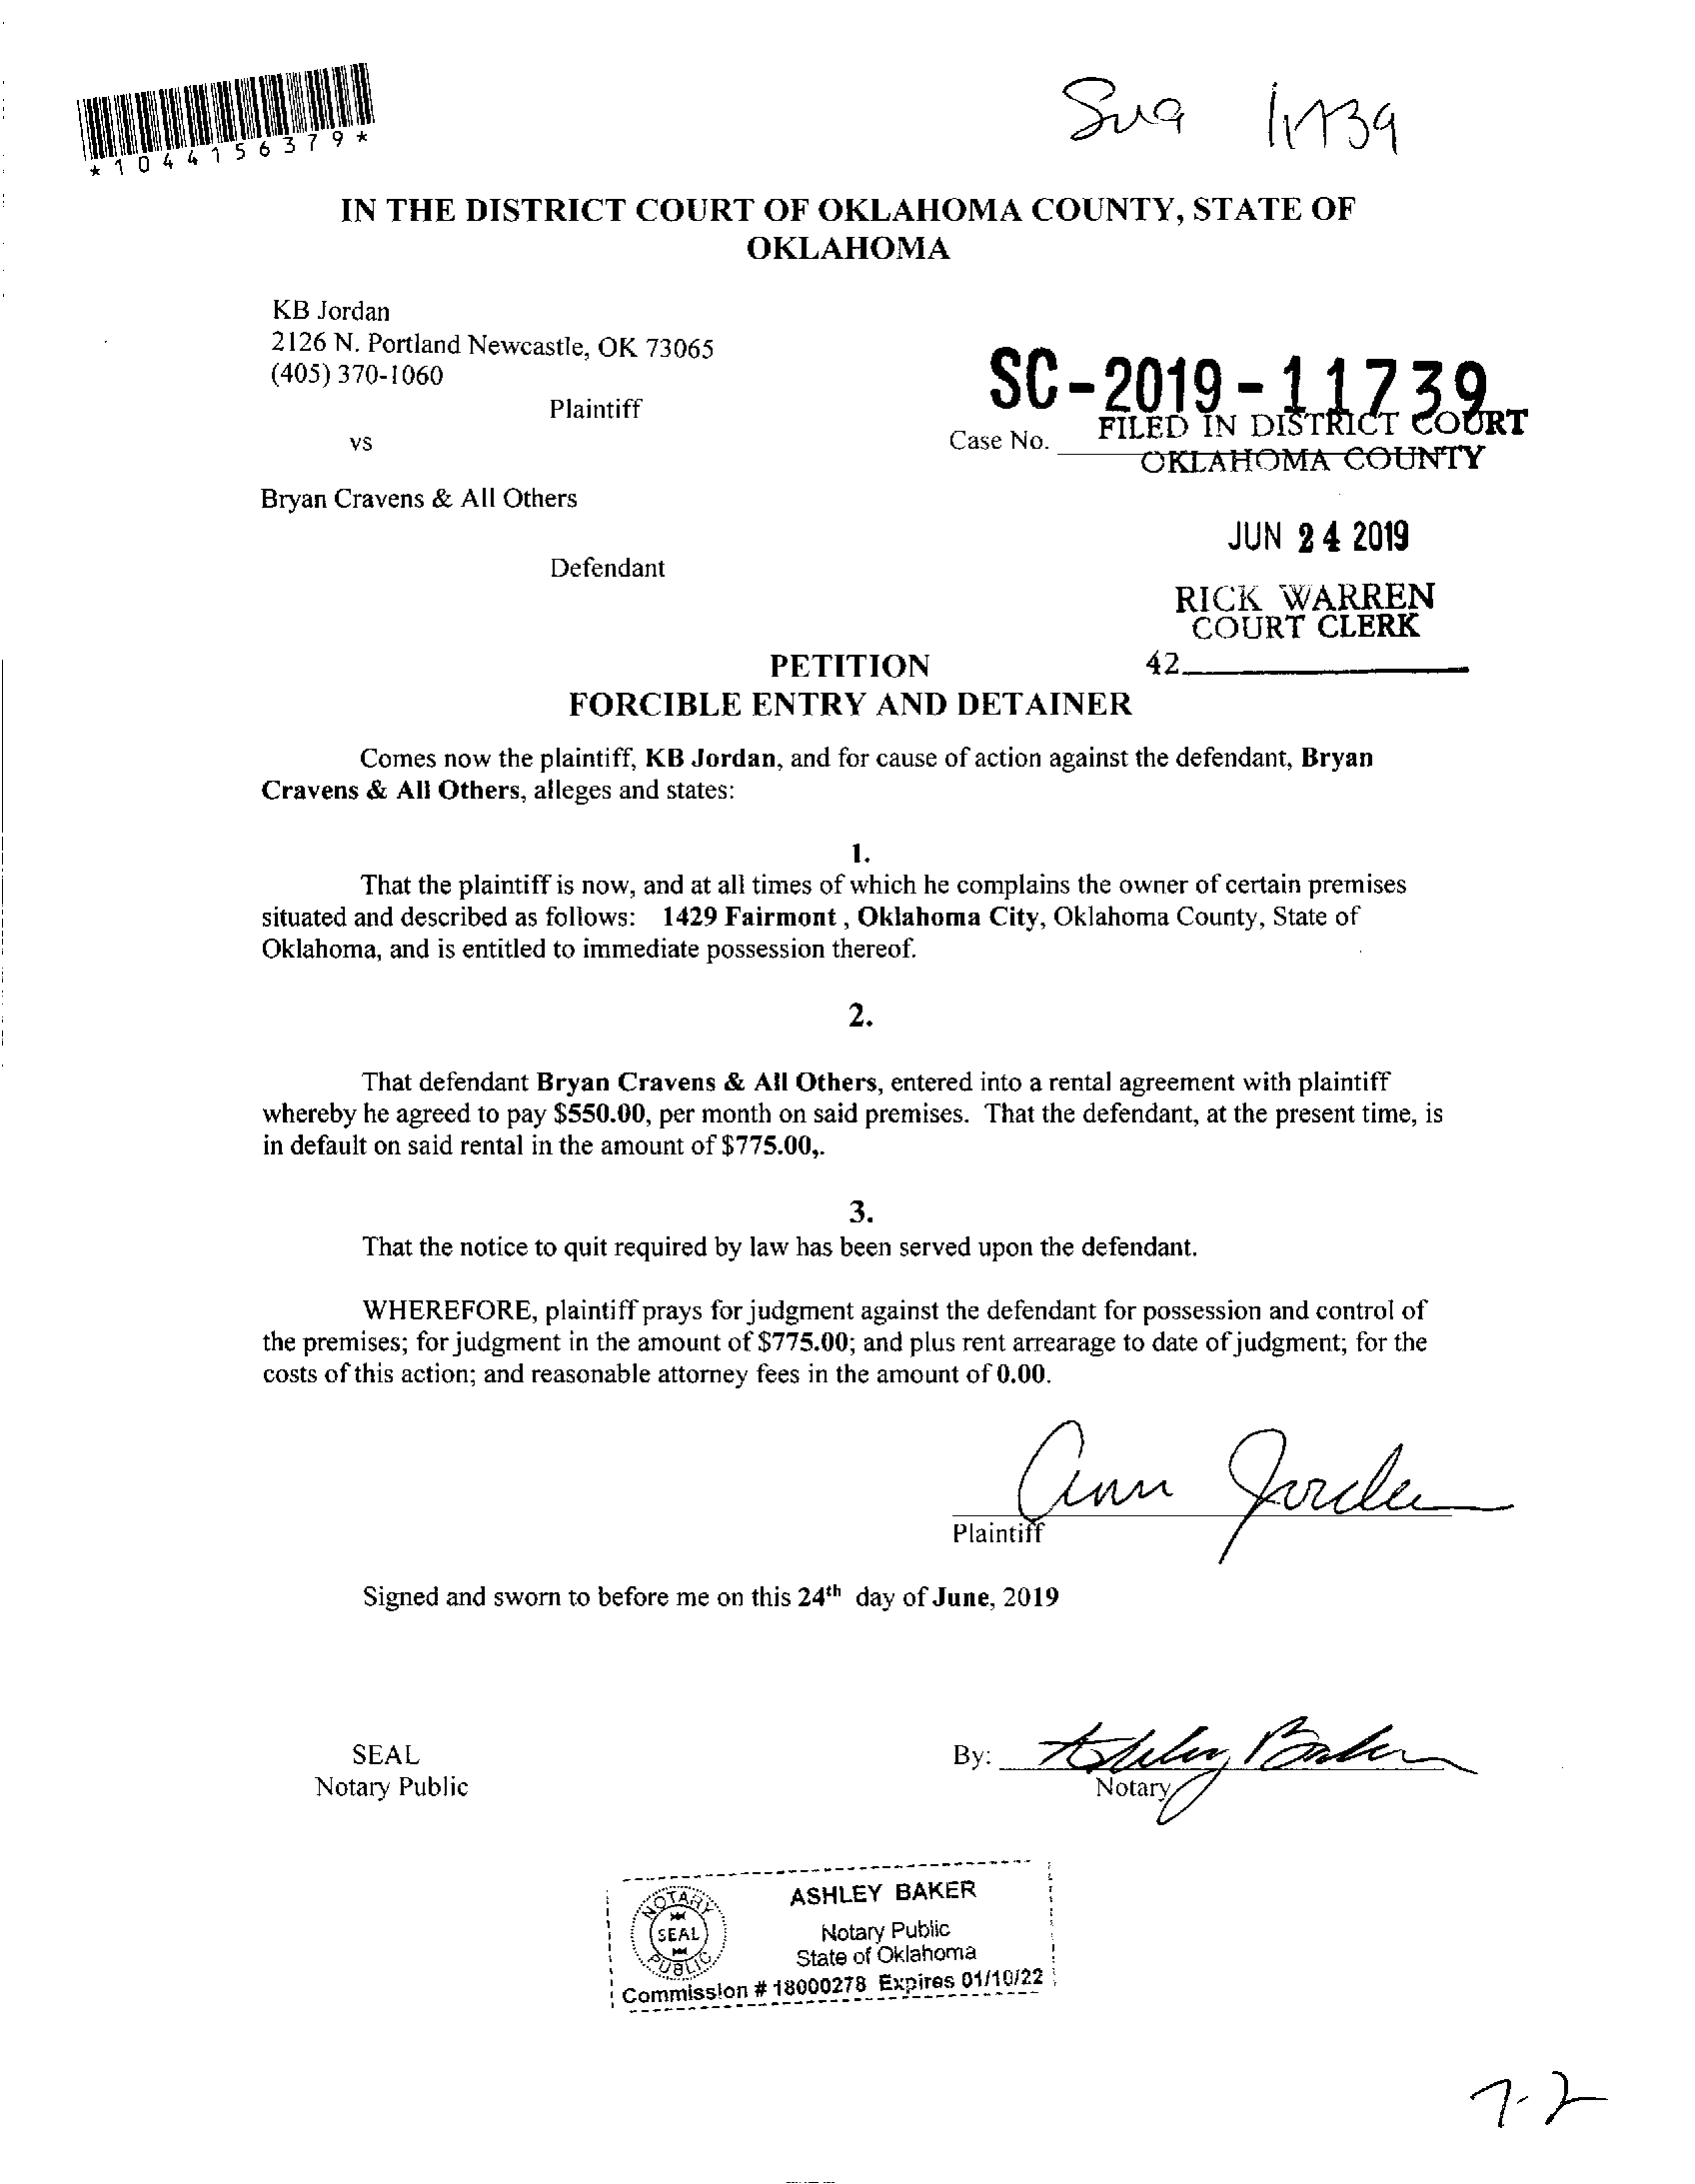 *1044156379*
11739
IN THE DISTRICT COURT OF OKLAHOMA COUNTY, STATE OF
OKLAHOMA
KB Jordan
2126 N. Portland Newcastle, OK 73065
(405) 370-1060
Plaintiff
vs
SC-2019-11739
Case No.
FILED IN DISTRICT COURT
OKLAHOMA COUNTY
Bryan Cravens & All Others
JUN 24 2019
Defendant
RICK WARREN
COURT CLERK
42
PETITION
FORCIBLE ENTRY AND DETAINER
Comes now the plaintiff, KB Jordan, and for cause of action against the defendant, Bryan
Cravens & All Others, alleges and states:
1.
That the plaintiff is now, and at all times of which he complains the owner of certain premises
situated and described as follows: 1429 Fairmont , Oklahoma City, Oklahoma County, State of
Oklahoma, and is entitled to immediate possession thereof.
2.
That defendant Bryan Cravens & All Others, entered into a rental agreement with plaintiff
whereby he agreed to pay $550.00, per month on said premises. That the defendant, at the present time, is
in default on said rental in the amount of $775.00,.
3.
That the notice to quit required by law has been served upon the defendant.
WHEREFORE, plaintiff prays for judgment against the defendant for possession and control of
the premises; for judgment in the amount of $775.00; and plus rent arrearage to date of judgment; for the
costs of this action; and reasonable attorney fees in the amount of 0.00.
Ann Jordan
Plaintiff
Signed and sworn to before me on this 24th day of June, 2019
SEAL
Notary Public
By: Ashley Baker
Notary
NOTARY
SEAL
PUBLIC
ASHLEY BAKER
Notary Public
State of Oklahoma
Commission # 18000278 Expires 01/10/22
7-2